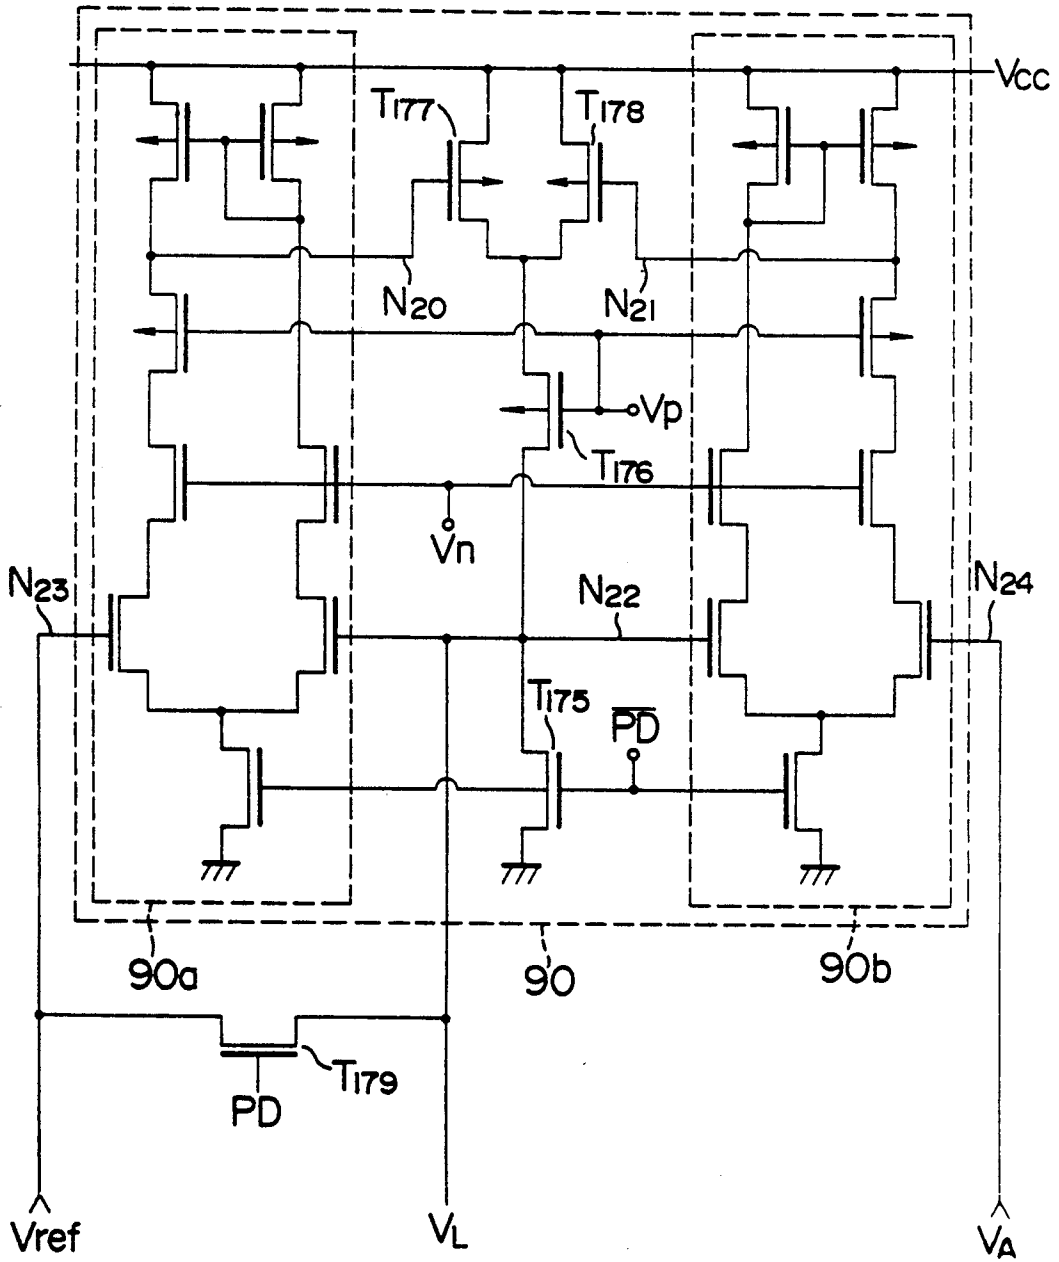 Vcc
T177
T178
N20
N21
Vp
T176
Vn
N23
N22
N24
T175
PD
90a
90
90b
T179
PD
Vref
VL
VA